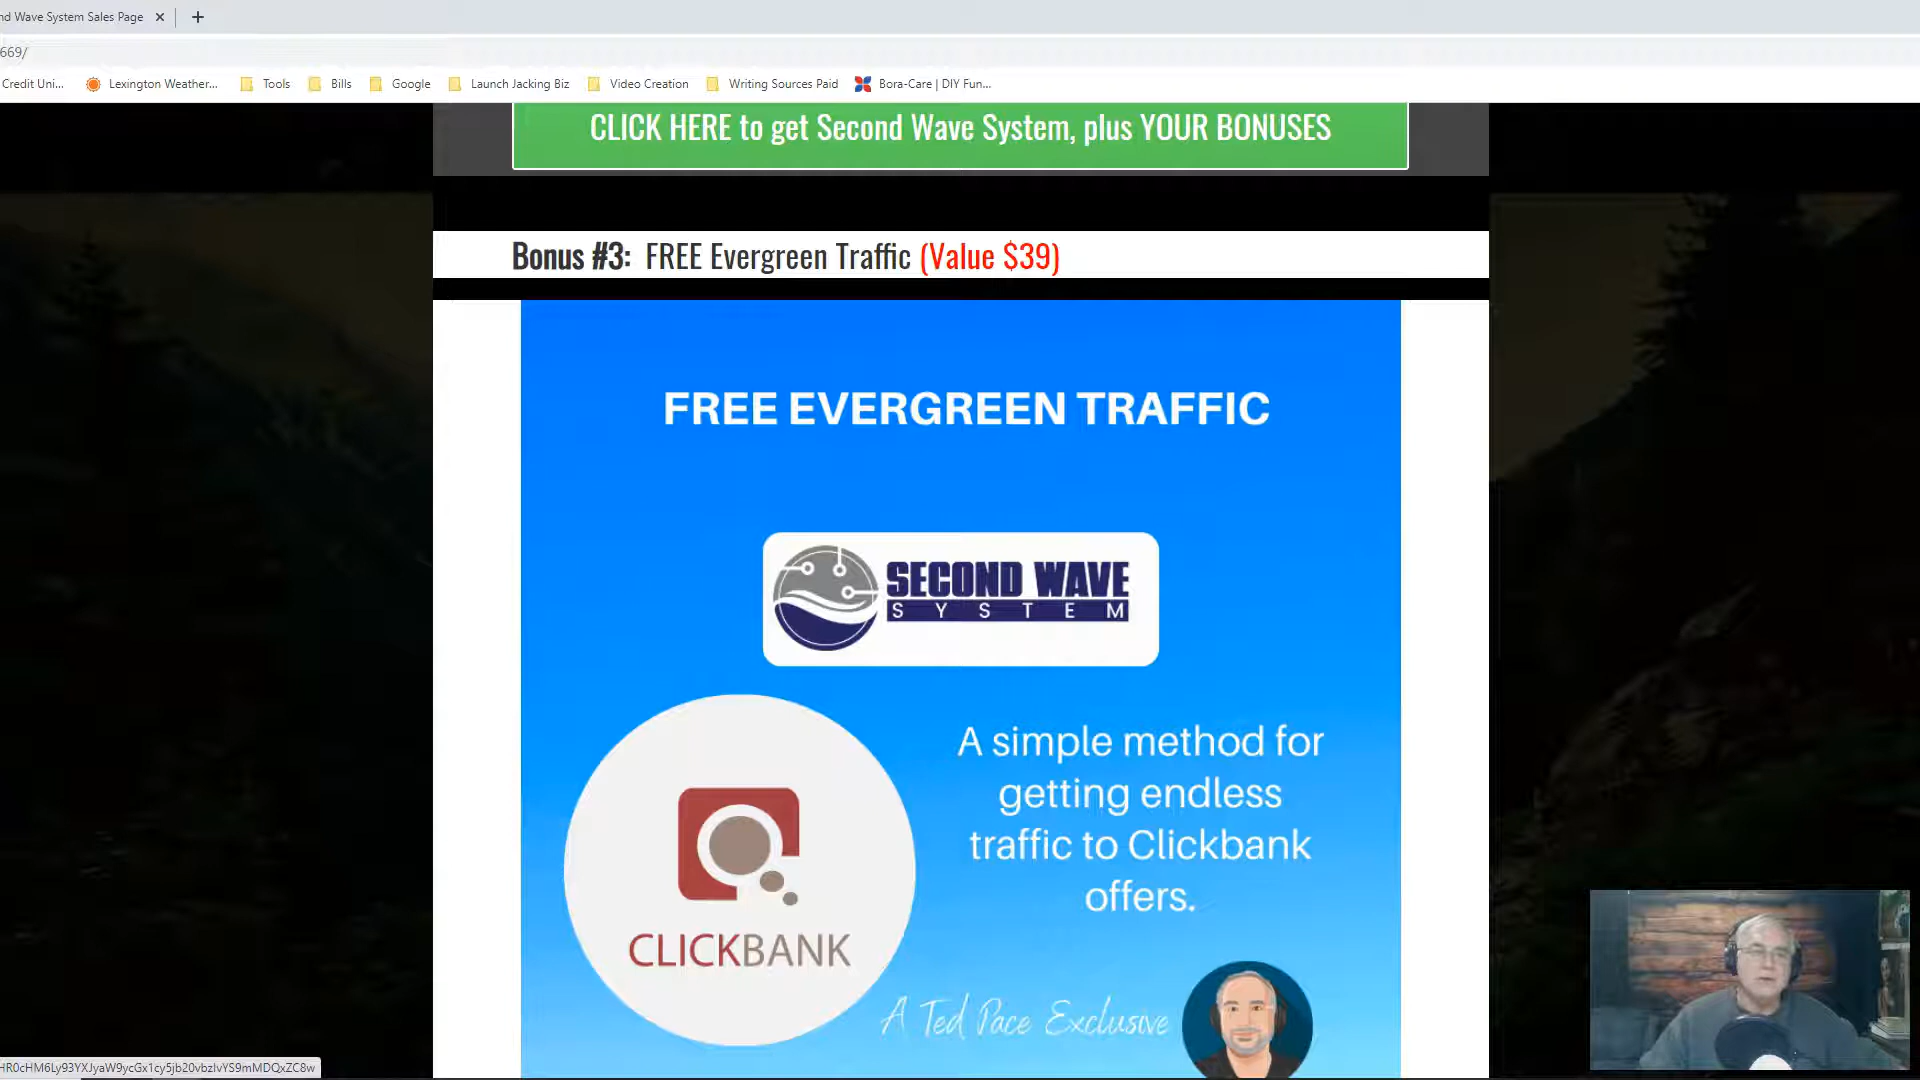 nd Wave System Sales Page
669/
Credit Uni...
Lexington Weather...
Tools
Bills
Google
Launch Jacking Biz
Video Creation
Writing Sources Paid
Bora-Care | DIY Fun...
CLICK HERE to get Second Wave System, plus YOUR BONUSES
Bonus #3: FREE Evergreen Traffic (Value $39)
FREE EVERGREEN TRAFFIC
SECOND WAVE
SYSTEM
A simple method for
getting endless
traffic to Clickbank
offers.
CLICKBANK
A Ted Pace Exclusive